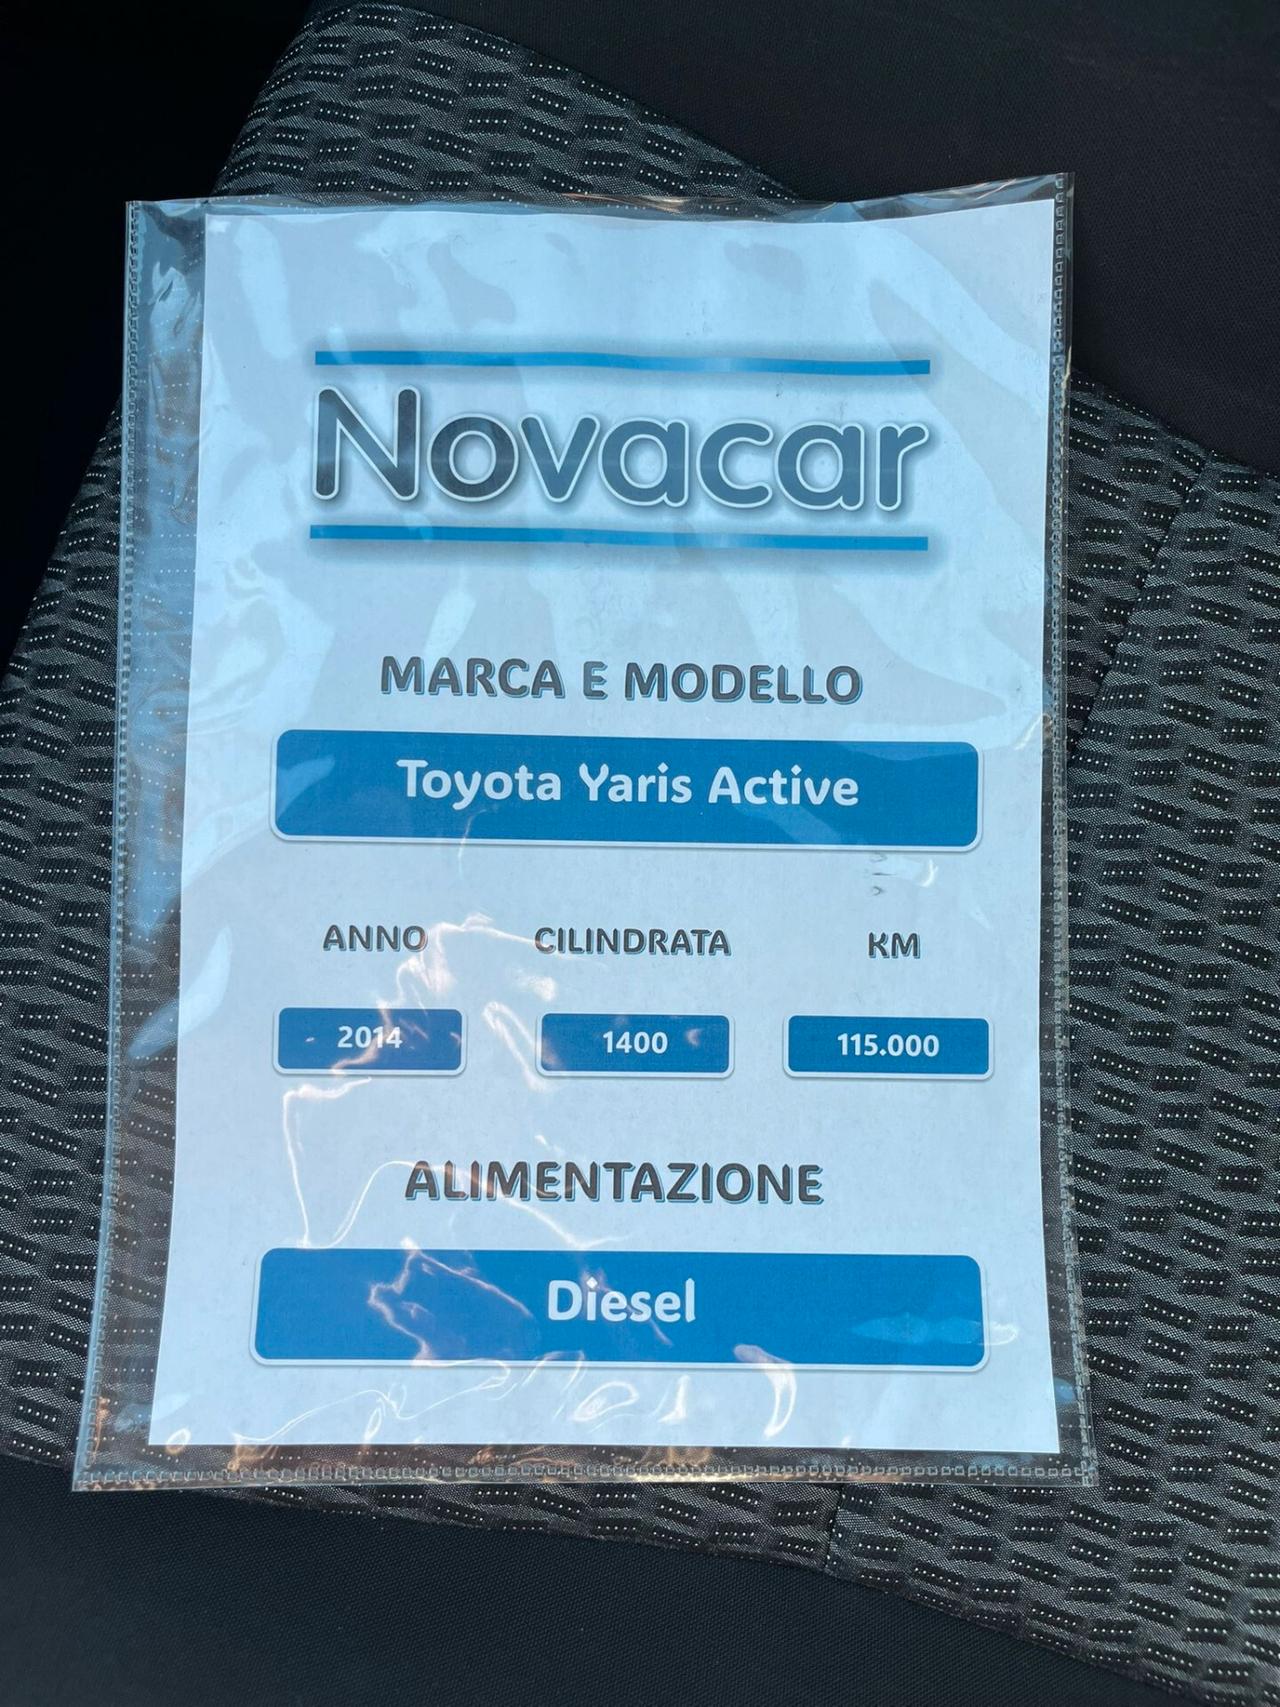 Novacar
MARCA E MODELLO
Toyota Yaris Active
ANNO CILINDRATA KM
2014 1400 115.000
ALIMENTAZIONE
Diesel